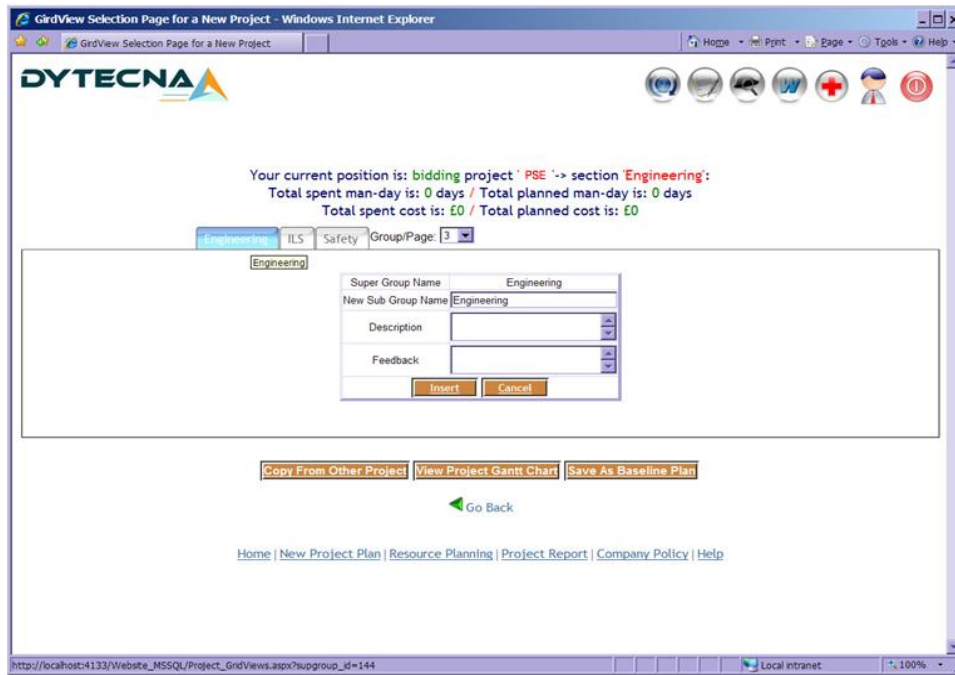 GirdView Selection Page for a New Project - Windows Internet Explorer
GirdView Selection Page for a New Project
Home Print Page Tools Help
DYTECNA
W
Your current position is: bidding project ' PSE '-> section 'Engineering':
Total spent man-day is: 0 days / Total planned man-day is: 0 days
Total spent cost is: £0 / Total planned cost is: £0
Engineering ILS Safety Group/Page: 3
Engineering
Super Group Name Engineering
New Sub Group Name Engineering
Description
Feedback
Insert Cancel
Copy From Other Project View Project Gantt Chart Save As Baseline Plan
Go Back
Home | New Project Plan | Resource Planning | Project Report | Company Policy | Help
http://localhost:4133/Website_MSSQL/Project_GridViews.aspx?supgroup_id=144 Local intranet 100%